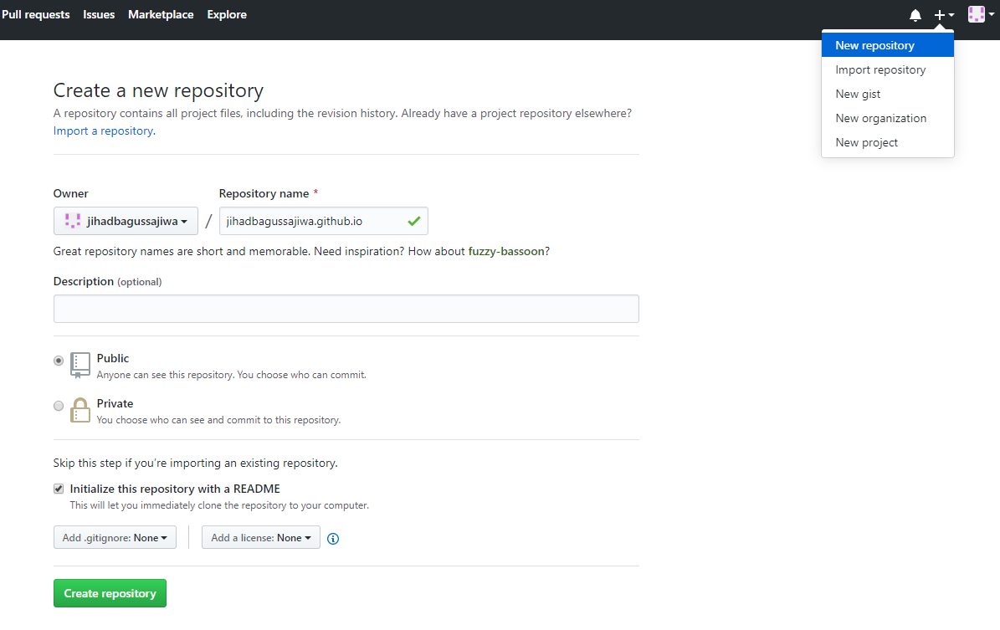 Pull requests Issues Marketplace Explore
New repository
Import repository
New gist
New organization
New project
Create a new repository
A repository contains all project files, including the revision history. Already have a project repository elsewhere?
Import a repository.
Owner Repository name *
jihadbagussajiwa / jihadbagussajiwa.github.io
Great repository names are short and memorable. Need inspiration? How about fuzzy-bassoon?
Description (optional)
Public
Anyone can see this repository. You choose who can commit.
Private
You choose who can see and commit to this repository.
Skip this step if you're importing an existing repository.
Initialize this repository with a README
This will let you immediately clone the repository to your computer.
Add .gitignore: None Add a license: None
Create repository